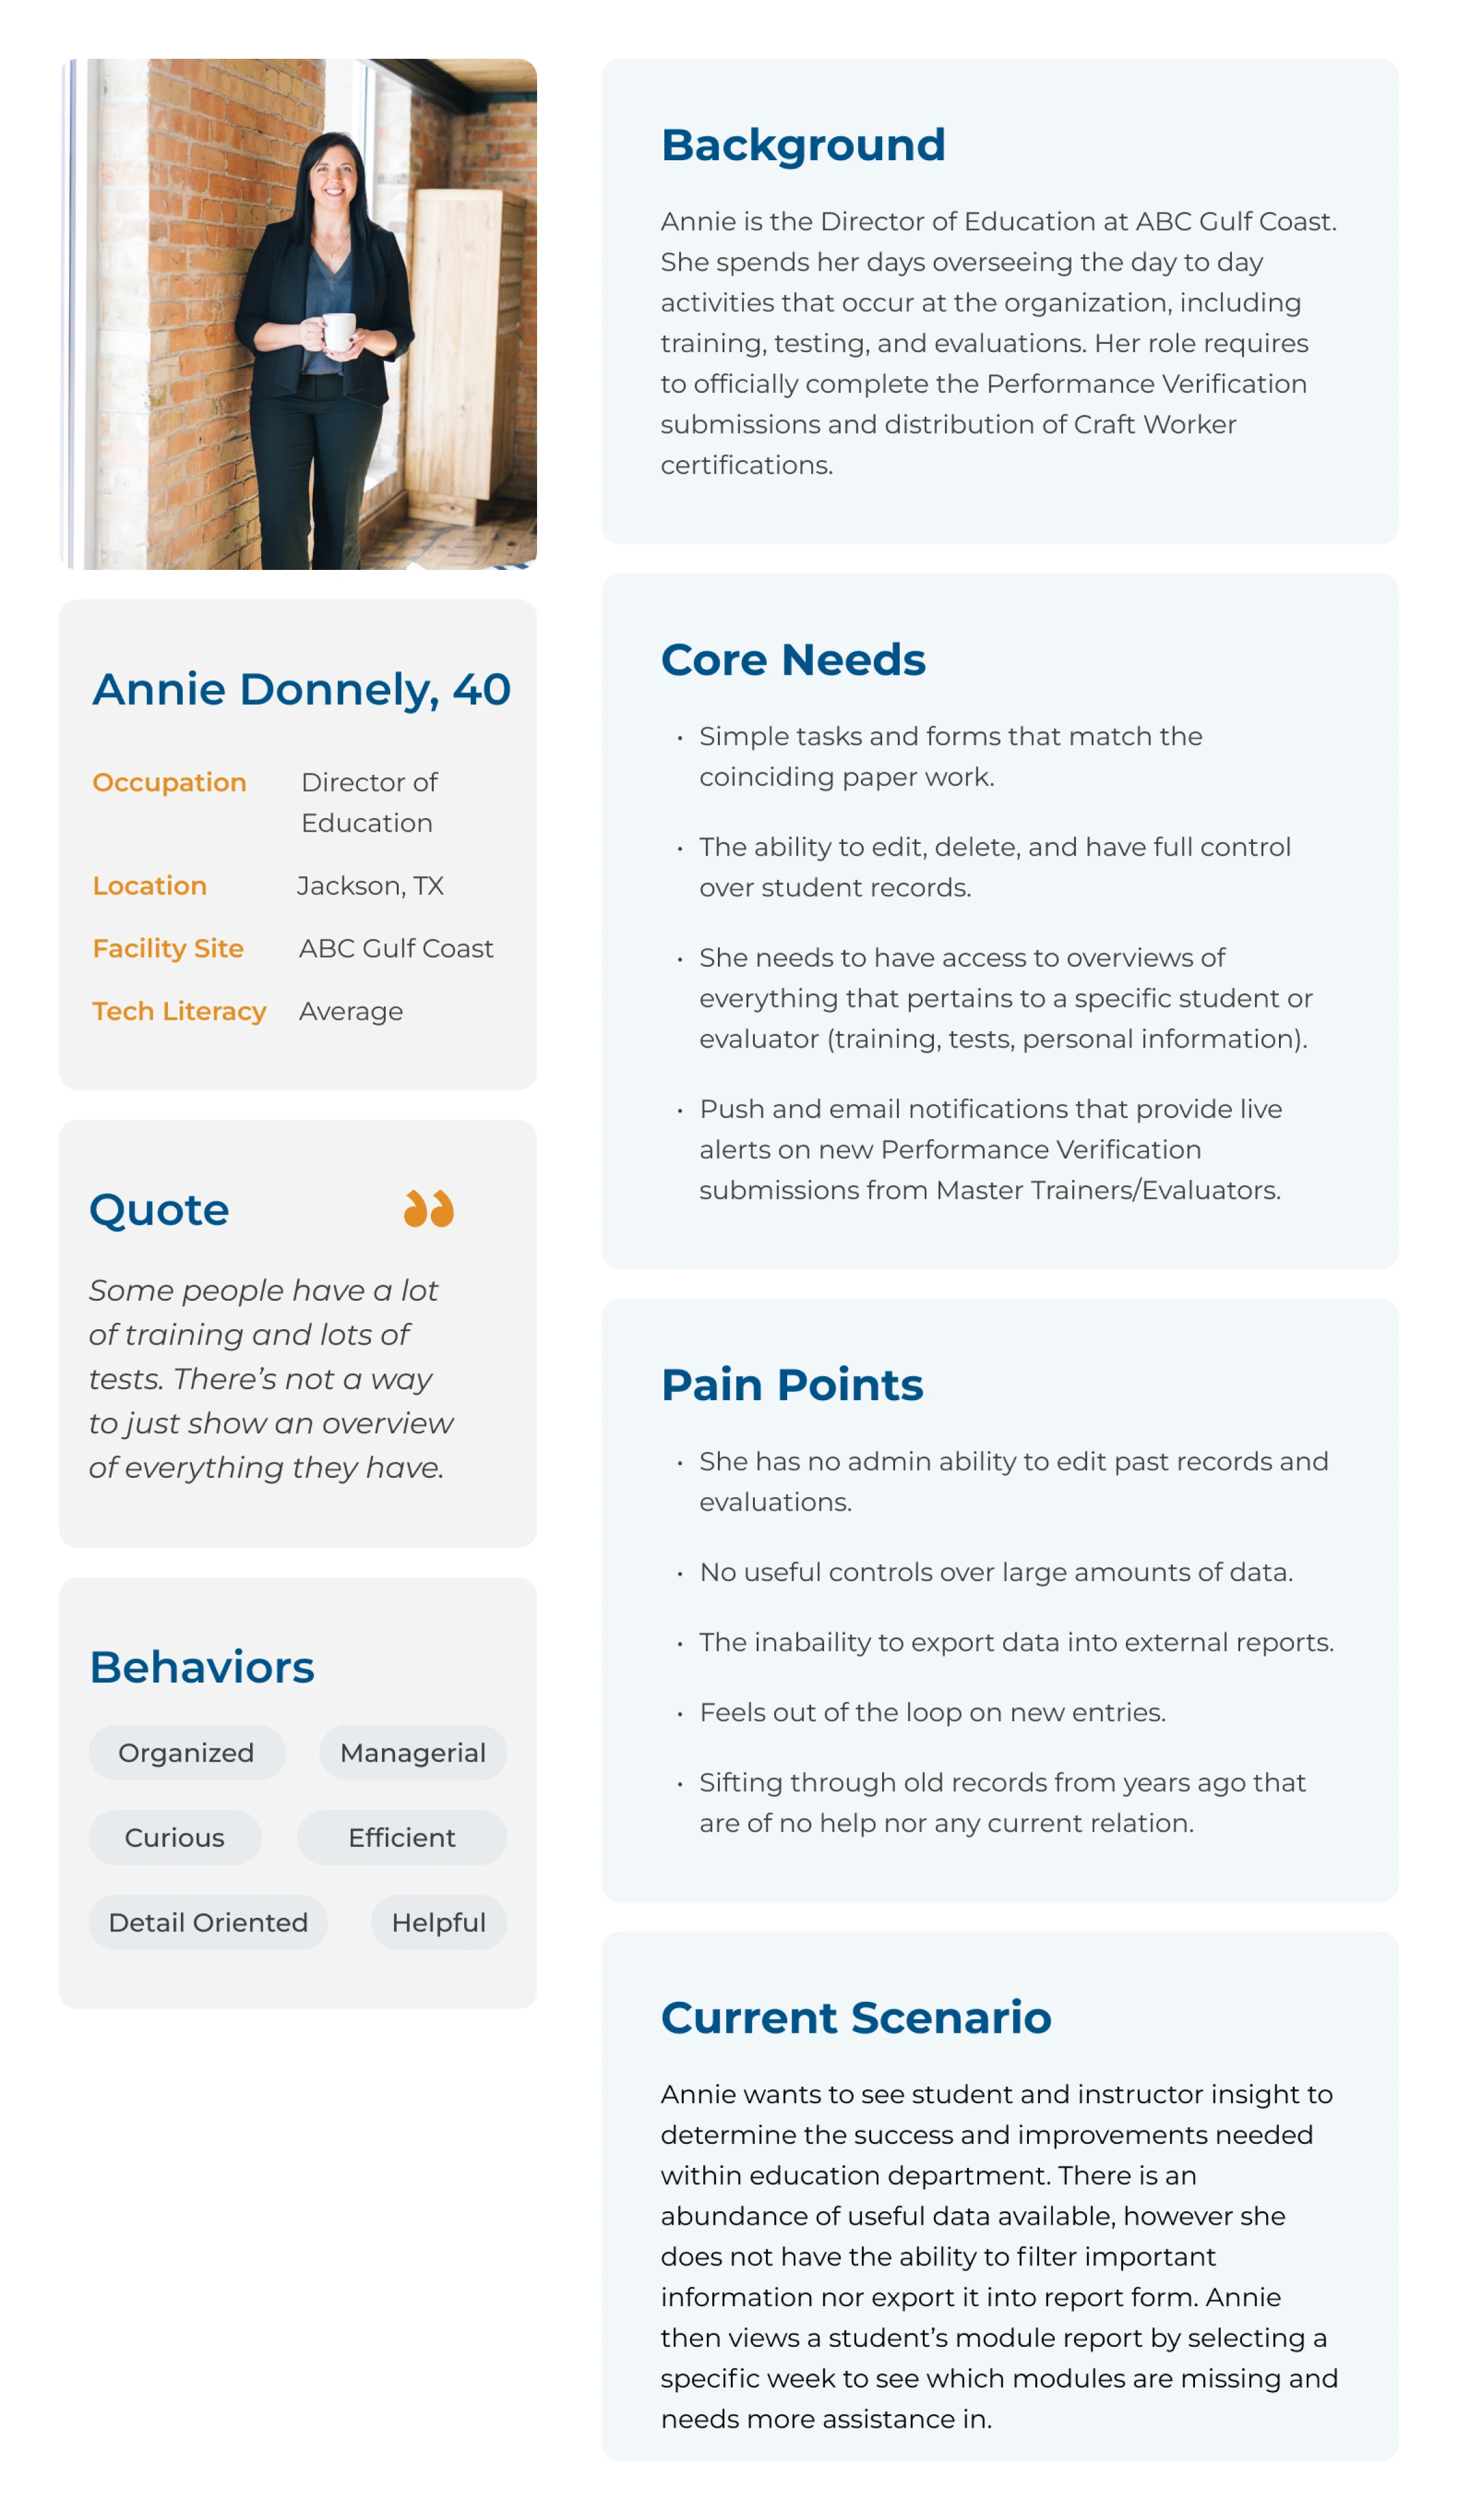 Annie Donnely, 40
Occupation Director of
Education
Location Jackson, TX
Facility Site ABC Gulf Coast
Tech Literacy Average
Quote “
Some people have a lot
of training and lots of
tests. There’s not a way
to just show an overview
of everything they have.
Behaviors
Organized Managerial
Curious Efficient
Detail Oriented Helpful
Background
Annie is the Director of Education at ABC Gulf Coast.
She spends her days overseeing the day to day
activities that occur at the organization, including
training, testing, and evaluations. Her role requires
to officially complete the Performance Verification
submissions and distribution of Craft Worker
certifications.
Core Needs
• Simple tasks and forms that match the
coinciding paper work.
• The ability to edit, delete, and have full control
over student records.
• She needs to have access to overviews of
everything that pertains to a specific student or
evaluator (training, tests, personal information).
• Push and email notifications that provide live
alerts on new Performance Verification
submissions from Master Trainers/Evaluators.
Pain Points
• She has no admin ability to edit past records and
evaluations.
• No useful controls over large amounts of data.
• The inabaility to export data into external reports.
• Feels out of the loop on new entries.
• Sifting through old records from years ago that
are of no help nor any current relation.
Current Scenario
Annie wants to see student and instructor insight to
determine the success and improvements needed
within education department. There is an
abundance of useful data available, however she
does not have the ability to filter important
information nor export it into report form. Annie
then views a student’s module report by selecting a
specific week to see which modules are missing and
needs more assistance in.